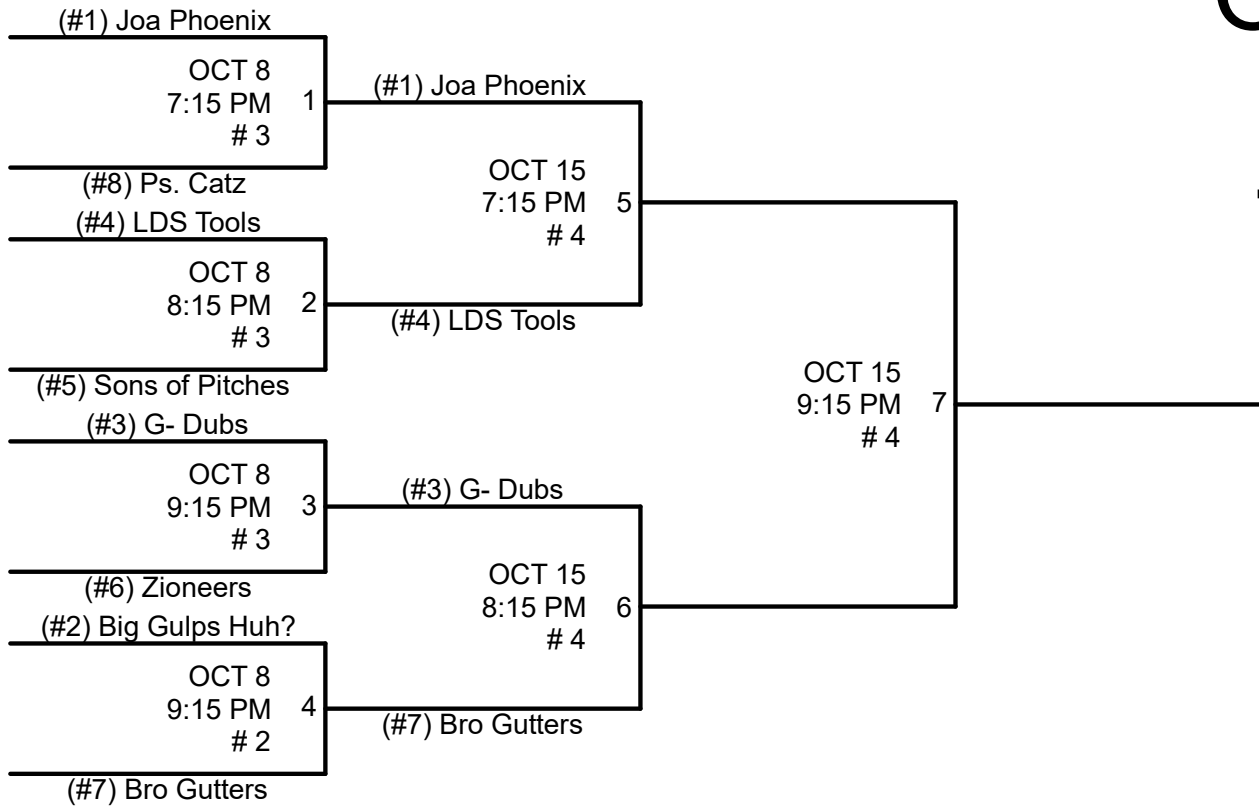 (#1) Joa Phoenix
OCT 8
7:15 PM
# 3
1
(#8) Ps. Catz
(#4) LDS Tools
OCT 8
8:15 PM
# 3
2
(#5) Sons of Pitches
(#3) G- Dubs
OCT 8
9:15 PM
# 3
3
(#6) Zioneers
(#2) Big Gulps Huh?
OCT 8
9:15 PM
# 2
4
(#7) Bro Gutters
(#1) Joa Phoenix
OCT 15
7:15 PM
# 4
5
(#4) LDS Tools
(#3) G- Dubs
OCT 15
8:15 PM
# 4
6
(#7) Bro Gutters
OCT 15
9:15 PM
# 4
7